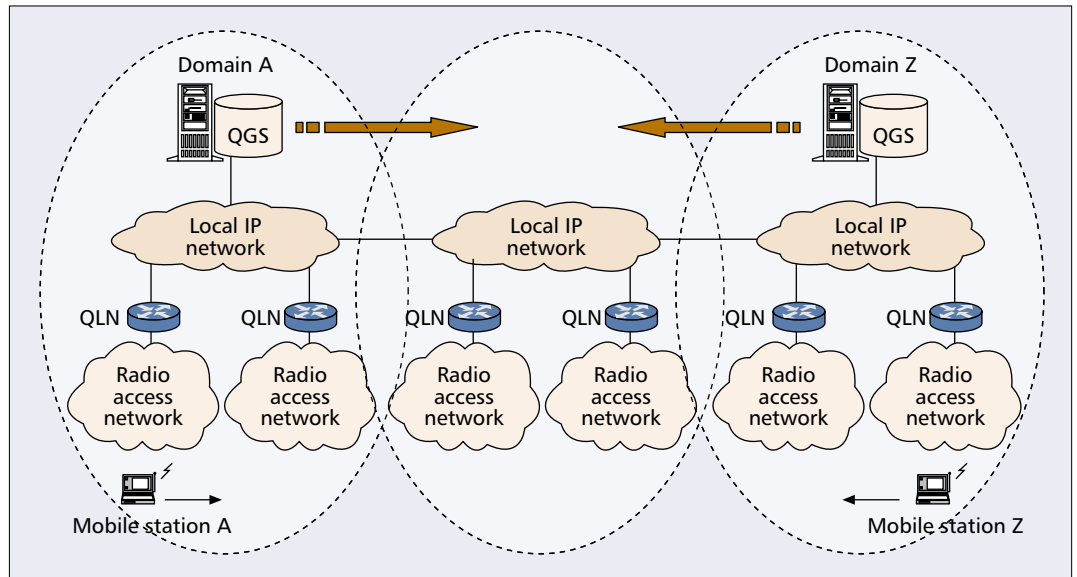 Domain A
Domain Z
QGS
QGS
Local IP
network
Local IP
network
Local IP
network
QLN
QLN
QLN
QLN
QLN
QLN
Radio
access
network
Radio
access
network
Radio
access
network
Radio
access
network
Radio
access
network
Radio
access
network
Mobile station A
Mobile station Z